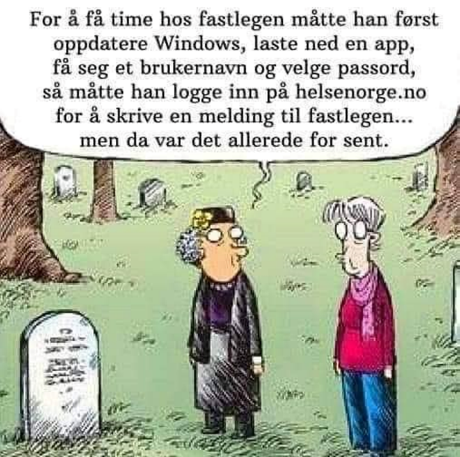 For å få time hos fastlegen måtte han først
oppdatere Windows, laste ned en app,
få seg et brukernavn og velge passord,
så måtte han logge inn på helsenorge.no
for å skrive en melding til fastlegen...
men da var det allerede for sent.